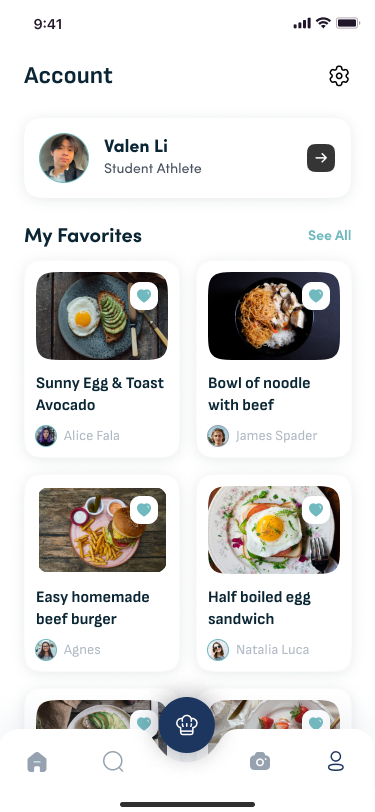 9:41
Account
Valen Li
Student Athlete
My Favorites
See All
Sunny Egg & Toast
Avocado
Alice Fala
Bowl of noodle
with beef
James Spader
Easy homemade
beef burger
Agnes
Half boiled egg
sandwich
Natalia Luca